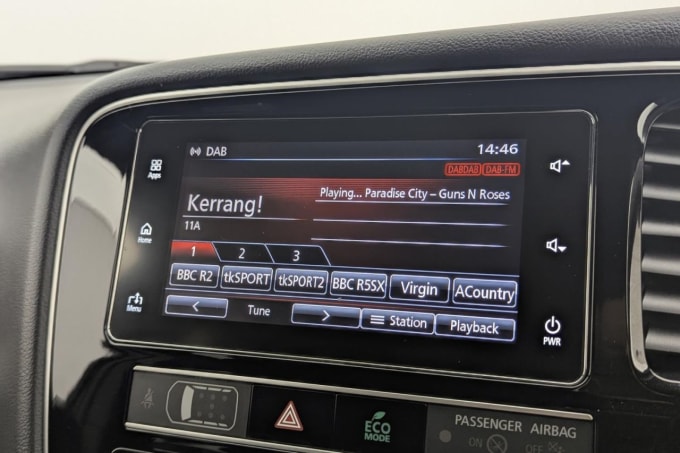 DAB
14:46
DABDAB DAB-FM
Playing... Paradise City – Guns N Roses
Kerrang!
11A
1 2 3
BBC R2 tkSPORT tkSPORT2 BBC R5SX Virgin ACountry
< Tune > Station Playback
Apps
Home
Menu
PWR
ECO
MODE
PASSENGER AIRBAG
ON OFF